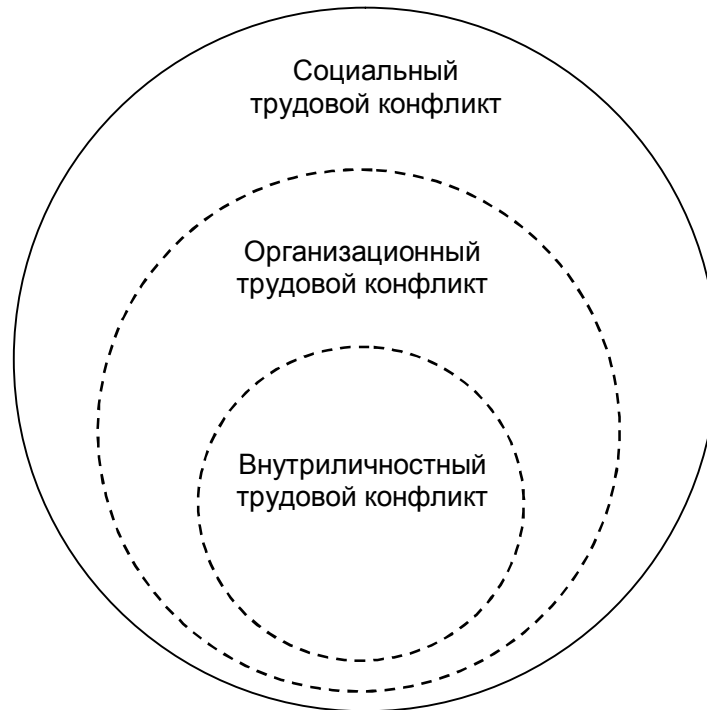 Социальный
трудовой конфликт
Организационный
трудовой конфликт
Внутриличностный
трудовой конфликт